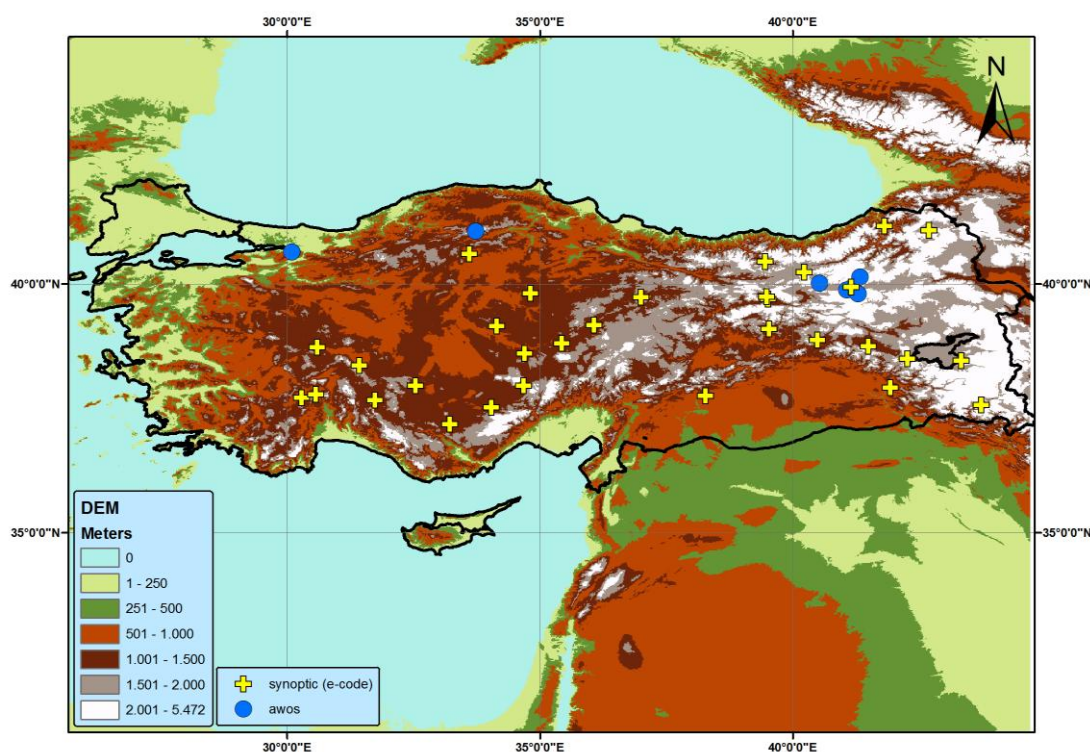 30°0'0"E 35°0'0"E 40°0'0"E
N
40°0'0"N 40°0'0"N
35°0'0"N 35°0'0"N
DEM
Meters
0
1 - 250
251 - 500
501 - 1.000
1.001 - 1.500
1.501 - 2.000
2.001 - 5.472
synoptic (e-code)
awos
30°0'0"E 35°0'0"E 40°0'0"E